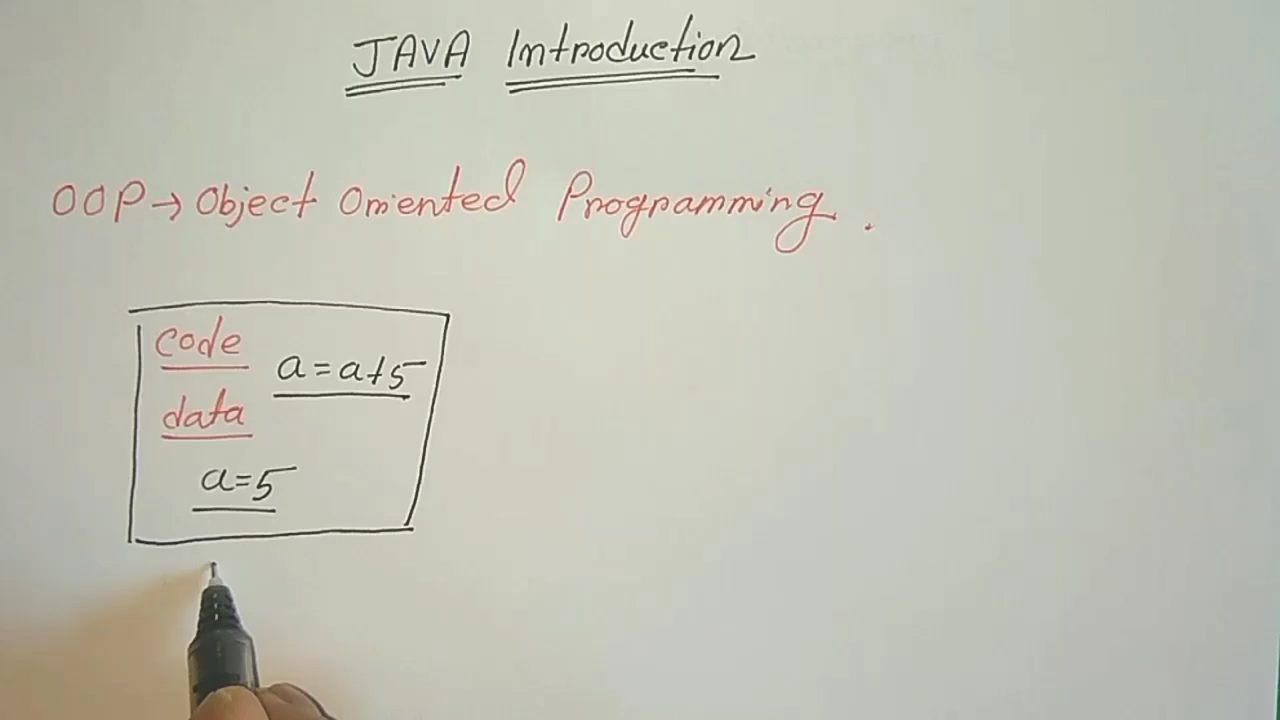 JAVA Introduction
OOP → Object Oriented Programming.
code
a=a+5
data
a=5